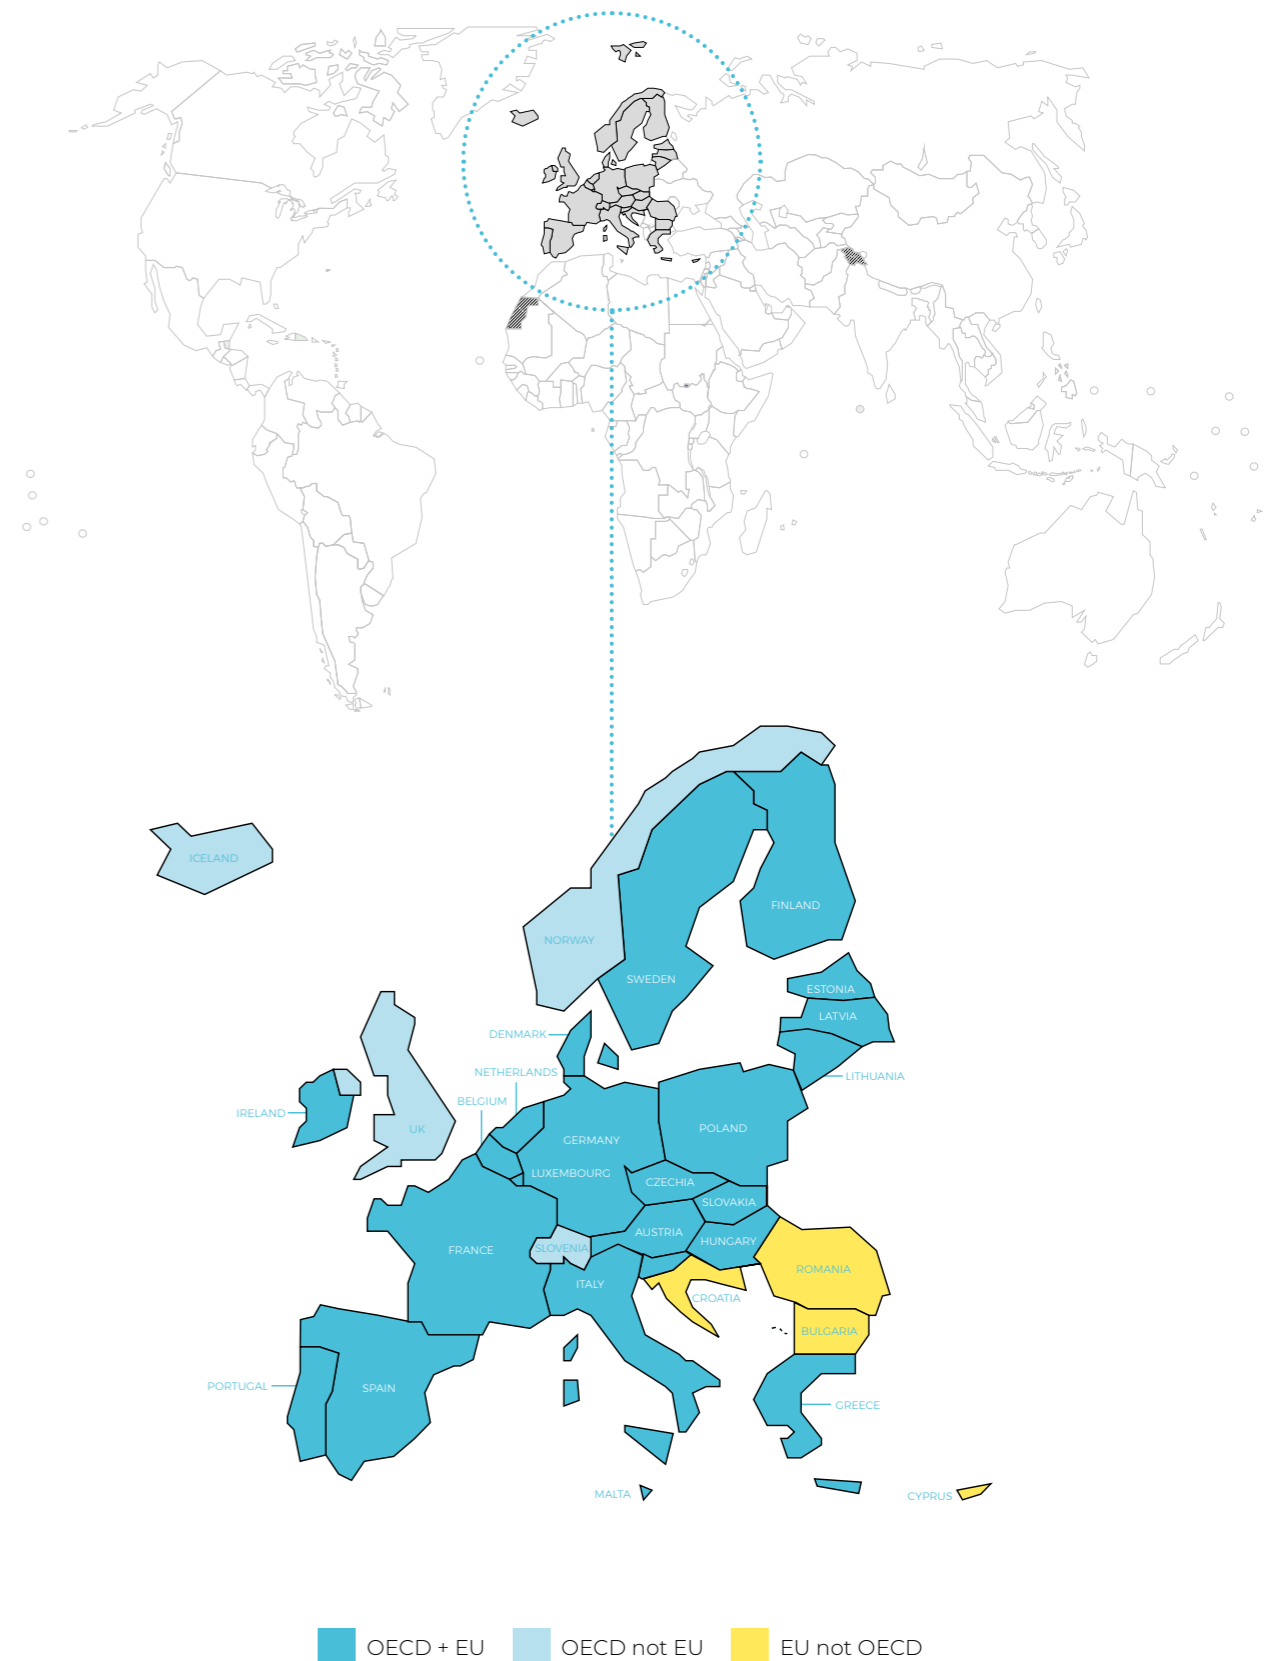 ICELAND
FINLAND
NORWAY
SWEDEN
ESTONIA
LATVIA
DENMARK
NETHERLANDS
LITHUANIA
BELGIUM
IRELAND
UK
POLAND
GERMANY
LUXEMBOURG
CZECHIA
SLOVAKIA
AUSTRIA
HUNGARY
FRANCE
SLOVENIA
ROMANIA
ITALY
CROATIA
BULGARIA
PORTUGAL
SPAIN
GREECE
MALTA
CYPRUS
OECD + EU
OECD not EU
EU not OECD